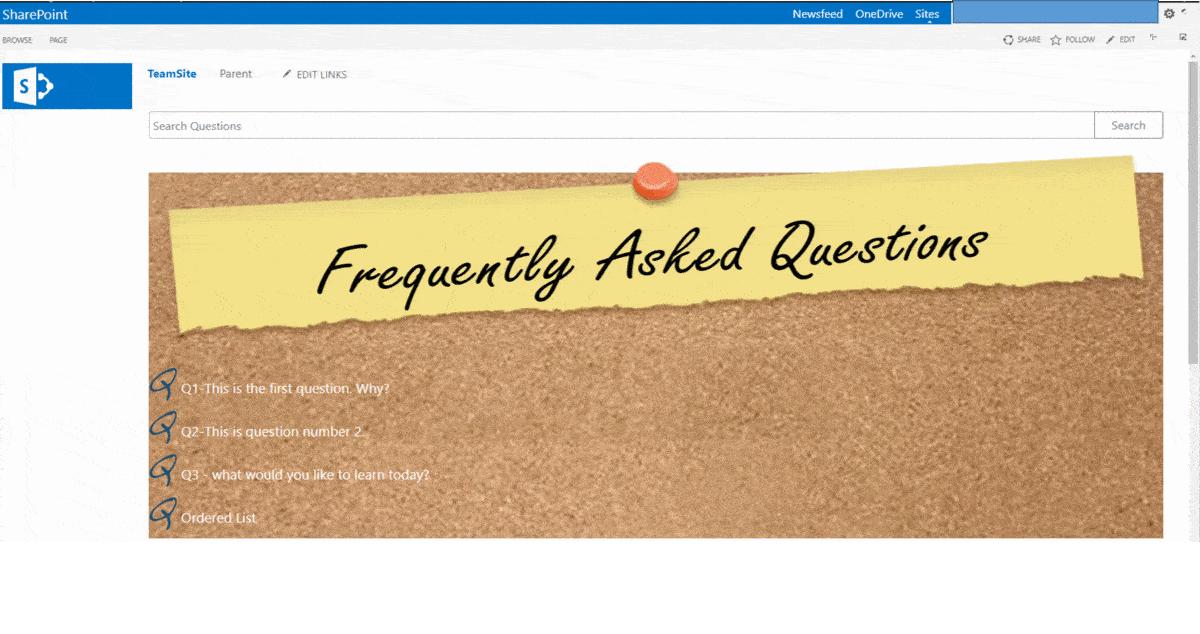 SharePoint
Newsfeed OneDrive Sites
BROWSE PAGE
SHARE FOLLOW EDIT
S
TeamSite Parent EDIT LINKS
Search Questions
Search
Frequently Asked Questions
Q Q1-This is the first question. Why?
Q Q2-This is question number 2.
Q Q3 - what would you like to learn today?
Q Ordered List